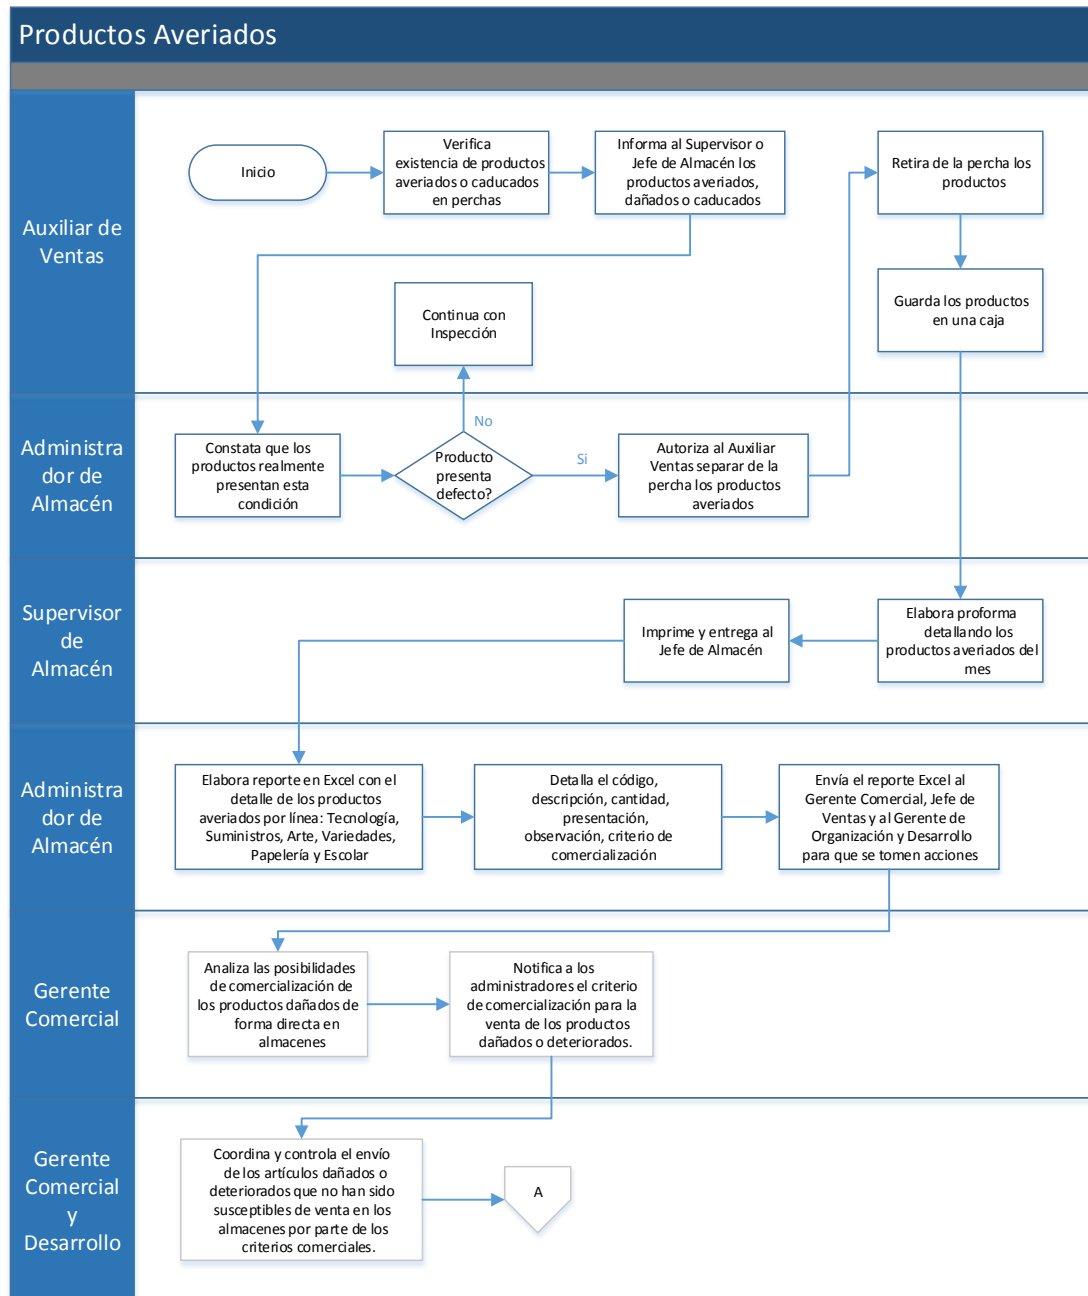 Productos Averiados
Auxiliar de
Ventas
Inicio
Verifica
existencia de productos
averiados o caducados
en perchas
Informa al Supervisor o
Jefe de Almacén los
productos averiados,
dañados o caducados
Retira de la percha los
productos
Guarda los productos
en una caja
Continua con
Inspección
Administra
dor de
Almacén
Constata que los
productos realmente
presentan esta
condición
Producto
presenta
defecto?
No
Si
Autoriza al Auxiliar
Ventas separar de la
percha los productos
averiados
Supervisor
de
Almacén
Elabora proforma
detallando los
productos averiados del
mes
Imprime y entrega al
Jefe de Almacén
Administra
dor de
Almacén
Elabora reporte en Excel con el
detalle de los productos
averiados por línea: Tecnología,
Suministros, Arte, Variedades,
Papelería y Escolar
Detalla el código,
descripción, cantidad,
presentación,
observación, criterio de
comercialización
Envía el reporte Excel al
Gerente Comercial, Jefe de
Ventas y al Gerente de
Organización y Desarrollo
para que se tomen acciones
Gerente
Comercial
Analiza las posibilidades
de comercialización de
los productos dañados de
forma directa en
almacenes
Notifica a los
administradores el criterio
de comercialización para la
venta de los productos
dañados o deteriorados.
Gerente
Comercial
y
Desarrollo
Coordina y controla el envío
de los artículos dañados o
deteriorados que no han sido
susceptibles de venta en los
almacenes por parte de los
criterios comerciales.
A